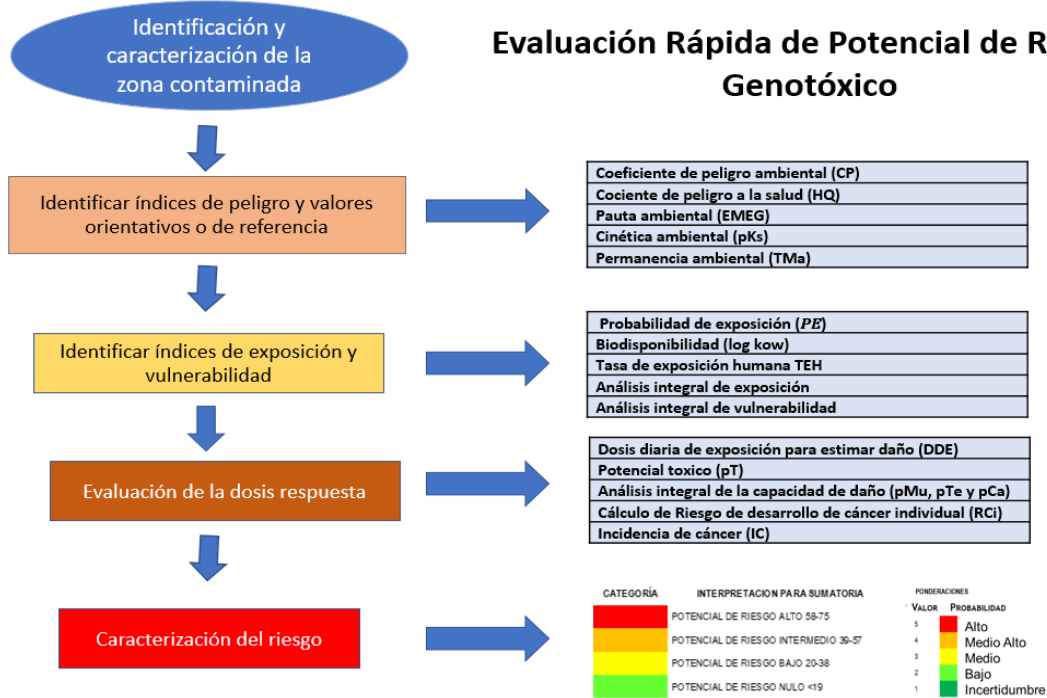 Identificación y
caracterización de la
zona contaminada
Evaluación Rápida de Potencial de R
Genotóxico
Identificar índices de peligro y valores
orientativos o de referencia
Coeficiente de peligro ambiental (CP)
Cociente de peligro a la salud (HQ)
Pauta ambiental (EMEG)
Cinética ambiental (pKs)
Permanencia ambiental (TMa)
Identificar índices de exposición y
vulnerabilidad
Probabilidad de exposición (PE)
Biodisponibilidad (log kow)
Tasa de exposición humana TEH
Análisis integral de exposición
Análisis integral de vulnerabilidad
Evaluación de la dosis respuesta
Dosis diaria de exposición para estimar daño (DDE)
Potencial toxico (pT)
Análisis integral de la capacidad de daño (pMu, pTe y pCa)
Cálculo de Riesgo de desarrollo de cáncer individual (RCi)
Incidencia de cáncer (IC)
Caracterización del riesgo
CATEGORÍA INTERPRETACION PARA SUMATORIA
POTENCIAL DE RIESGO ALTO 58-75
POTENCIAL DE RIESGO INTERMEDIO 39-57
POTENCIAL DE RIESGO BAJO 20-38
POTENCIAL DE RIESGO NULO <19
PONDERACIONES
VALOR PROBABILIDAD
5 Alto
4 Medio Alto
3 Medio
2 Bajo
1 Incertidumbre